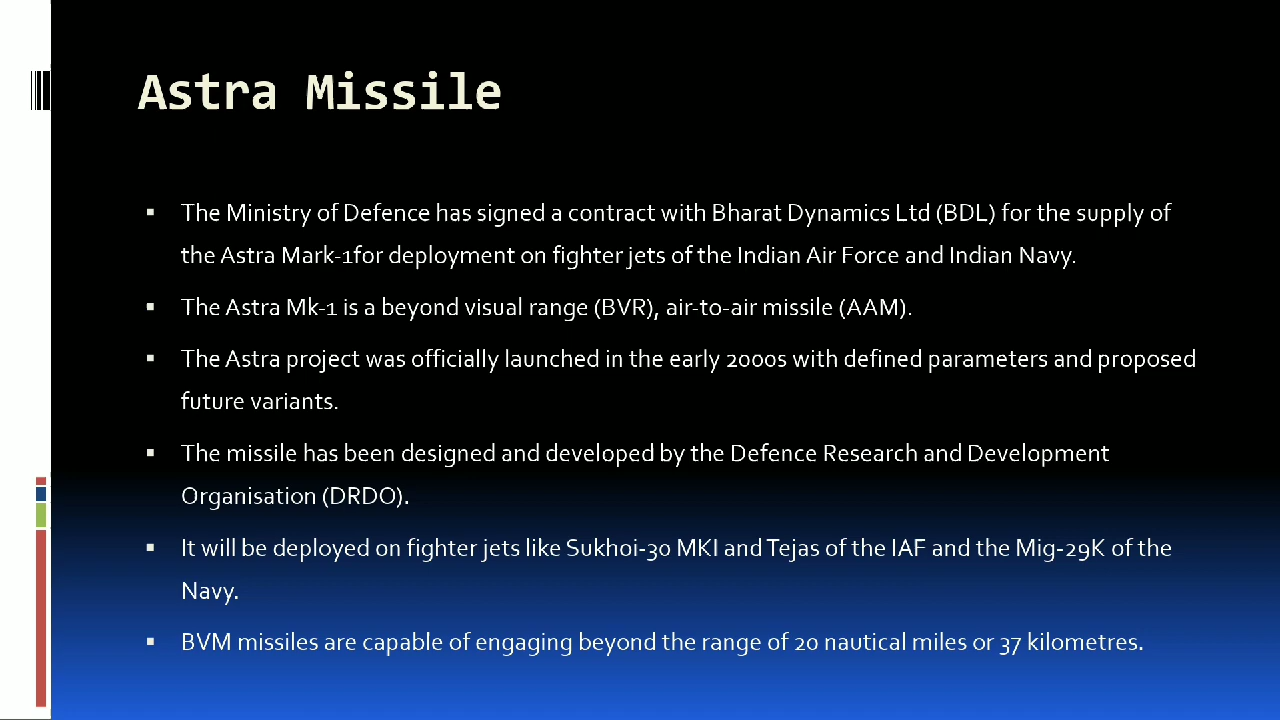 Astra Missile
▪ The Ministry of Defence has signed a contract with Bharat Dynamics Ltd (BDL) for the supply of
the Astra Mark-1for deployment on fighter jets of the Indian Air Force and Indian Navy.
▪ The Astra Mk-1 is a beyond visual range (BVR), air-to-air missile (AAM).
▪ The Astra project was officially launched in the early 2000s with defined parameters and proposed
future variants.
▪ The missile has been designed and developed by the Defence Research and Development
Organisation (DRDO).
▪ It will be deployed on fighter jets like Sukhoi-30 MKI and Tejas of the IAF and the Mig-29K of the
Navy.
▪ BVM missiles are capable of engaging beyond the range of 20 nautical miles or 37 kilometres.